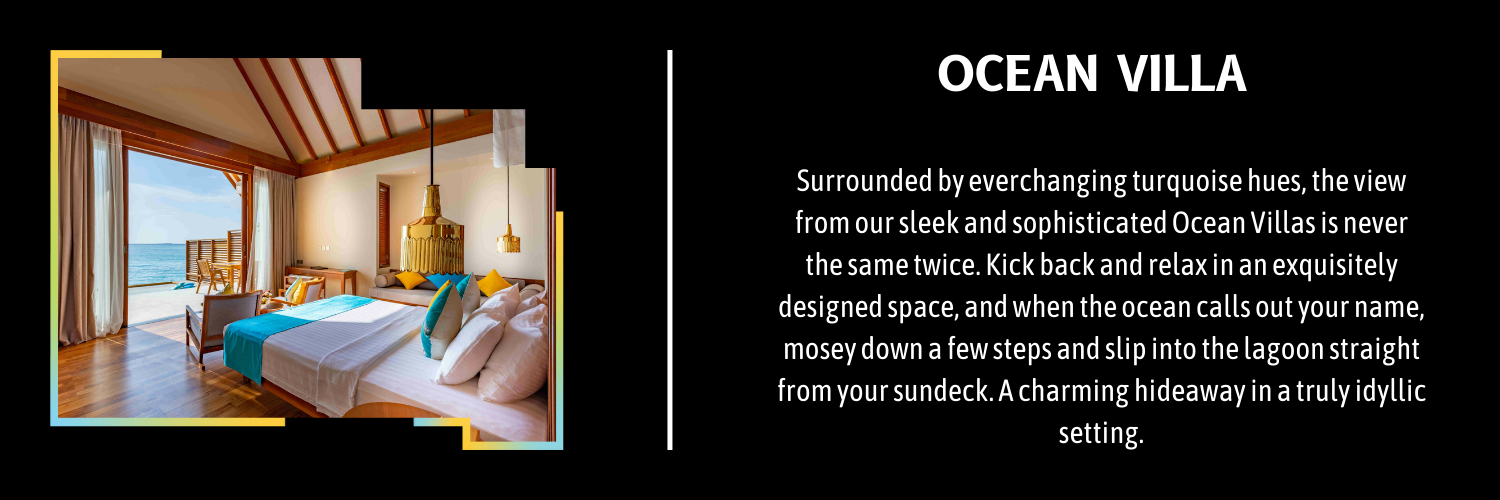 OCEAN VILLA
Surrounded by everchanging turquoise hues, the view
from our sleek and sophisticated Ocean Villas is never
the same twice. Kick back and relax in an exquisitely
designed space, and when the ocean calls out your name,
mosey down a few steps and slip into the lagoon straight
from your sundeck. A charming hideaway in a truly idyllic
setting.